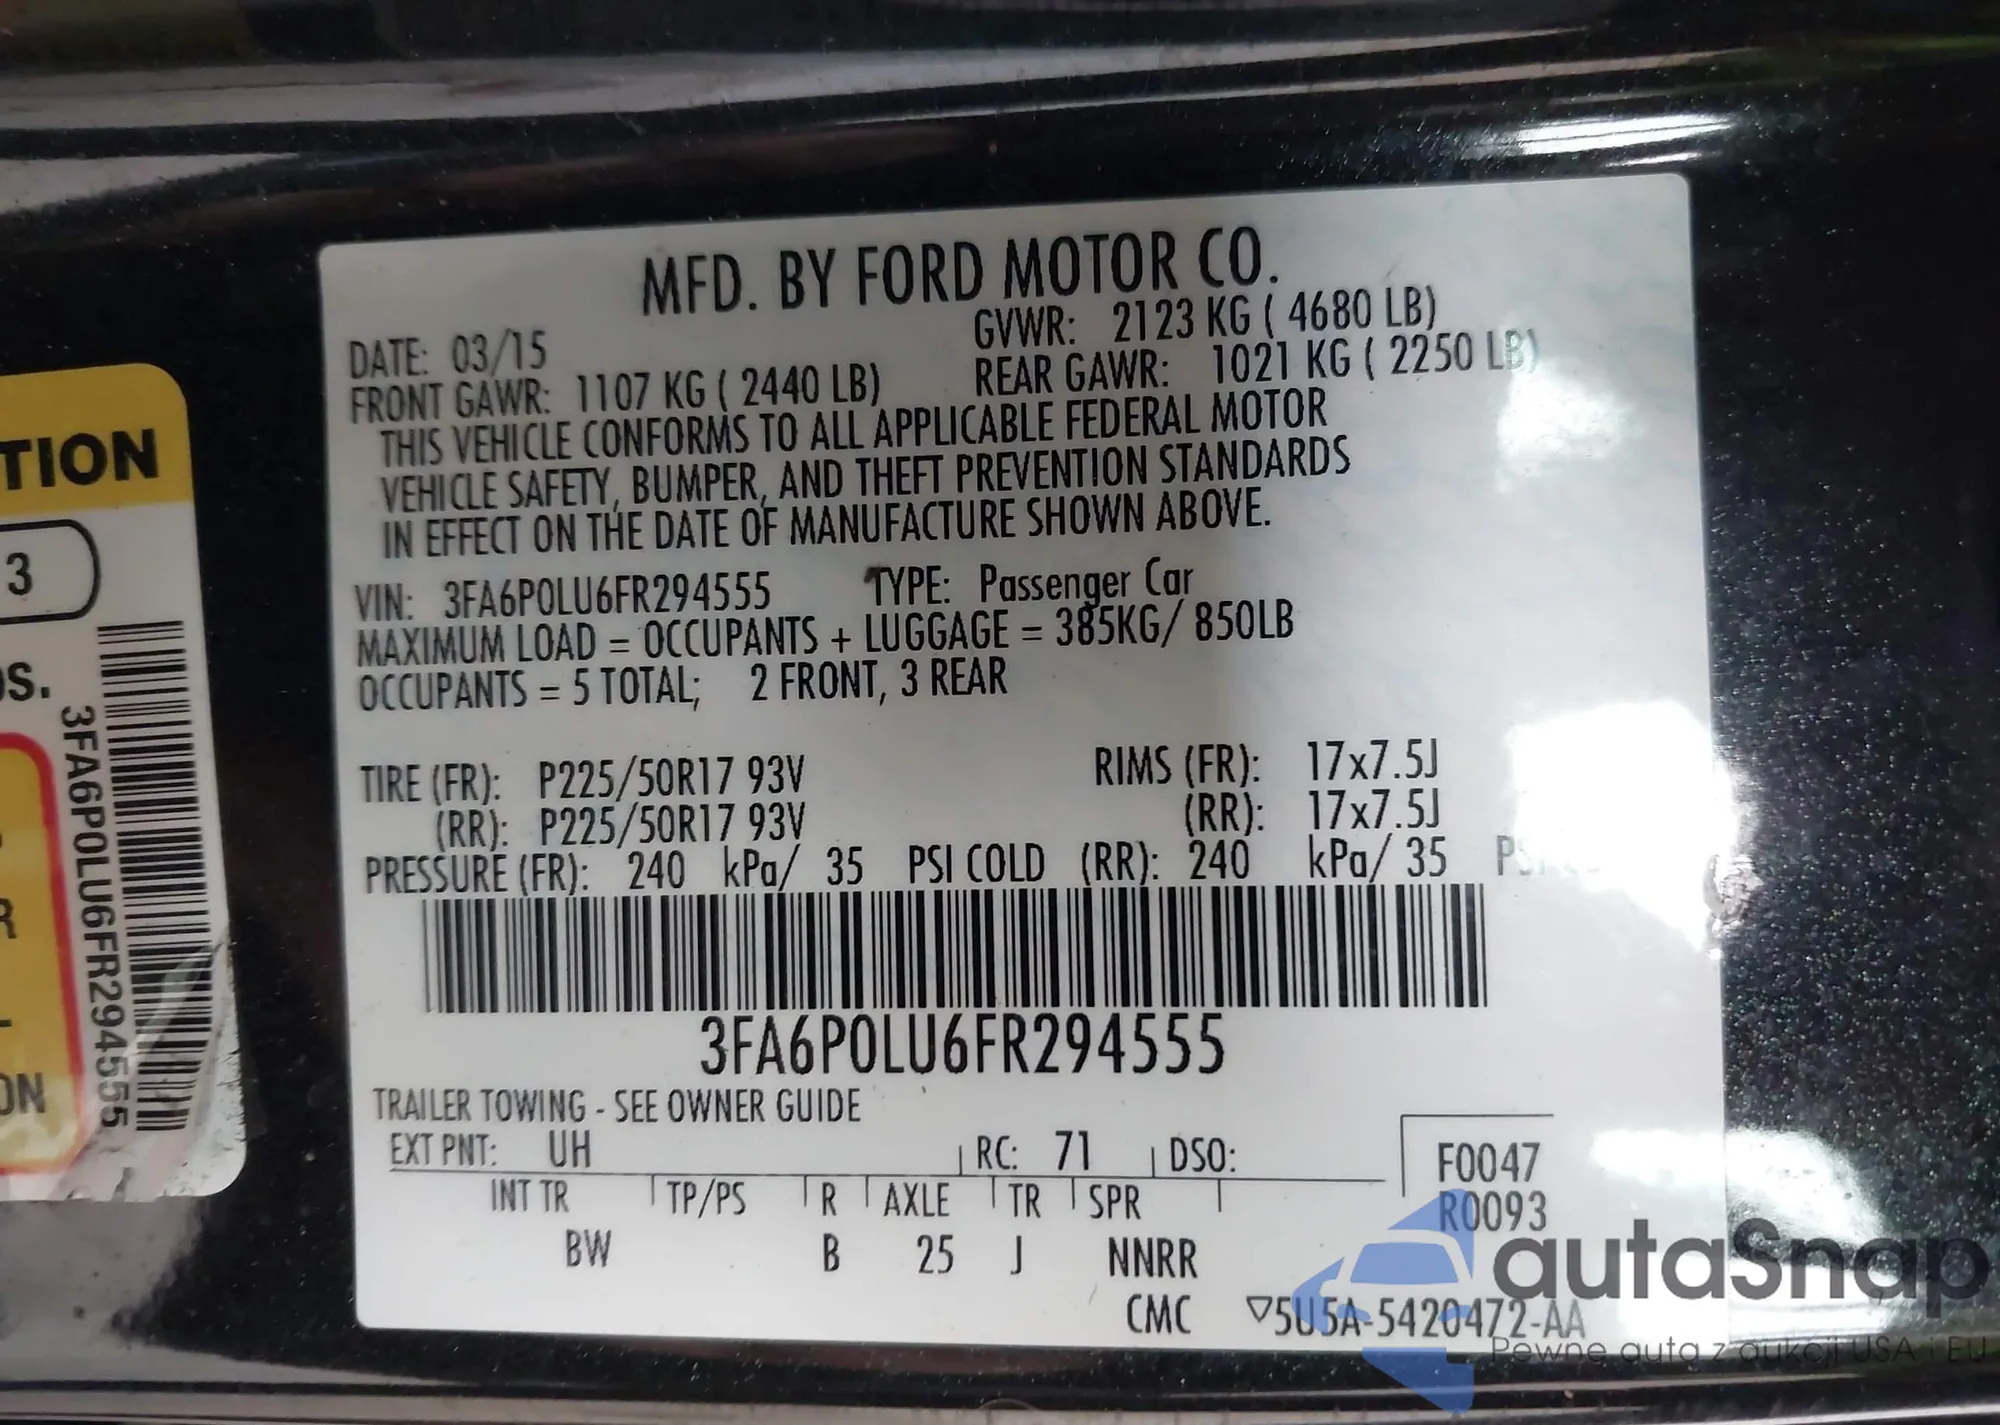 MFD. BY FORD MOTOR CO.
DATE: 03/15 GVWR: 2123 KG ( 4680 LB)
FRONT GAWR: 1107 KG ( 2440 LB) REAR GAWR: 1021 KG ( 2250 LB)
THIS VEHICLE CONFORMS TO ALL APPLICABLE FEDERAL MOTOR
VEHICLE SAFETY, BUMPER, AND THEFT PREVENTION STANDARDS
IN EFFECT ON THE DATE OF MANUFACTURE SHOWN ABOVE.
VIN: 3FA6P0LU6FR294555 TYPE: Passenger Car
MAXIMUM LOAD = OCCUPANTS + LUGGAGE = 385KG/ 850LB
OCCUPANTS = 5 TOTAL; 2 FRONT, 3 REAR
TIRE (FR): P225/50R17 93V RIMS (FR): 17x7.5J
(RR): P225/50R17 93V (RR): 17x7.5J
PRESSURE (FR): 240 kPa/ 35 PSI COLD (RR): 240 kPa/ 35
3FA6P0LU6FR294555
TRAILER TOWING - SEE OWNER GUIDE
EXT PNT: UH RC: 71 DSO:
F0047
INT TR TP/PS R AXLE TR SPR
R0093
BW B 25 J NNRR
CMC ▽5U5A-5420472-AA
TION
3
S.
R
ON
3FA6P0LU6FR294555
autaSnap
Pewne auta z aukcji USA i EU